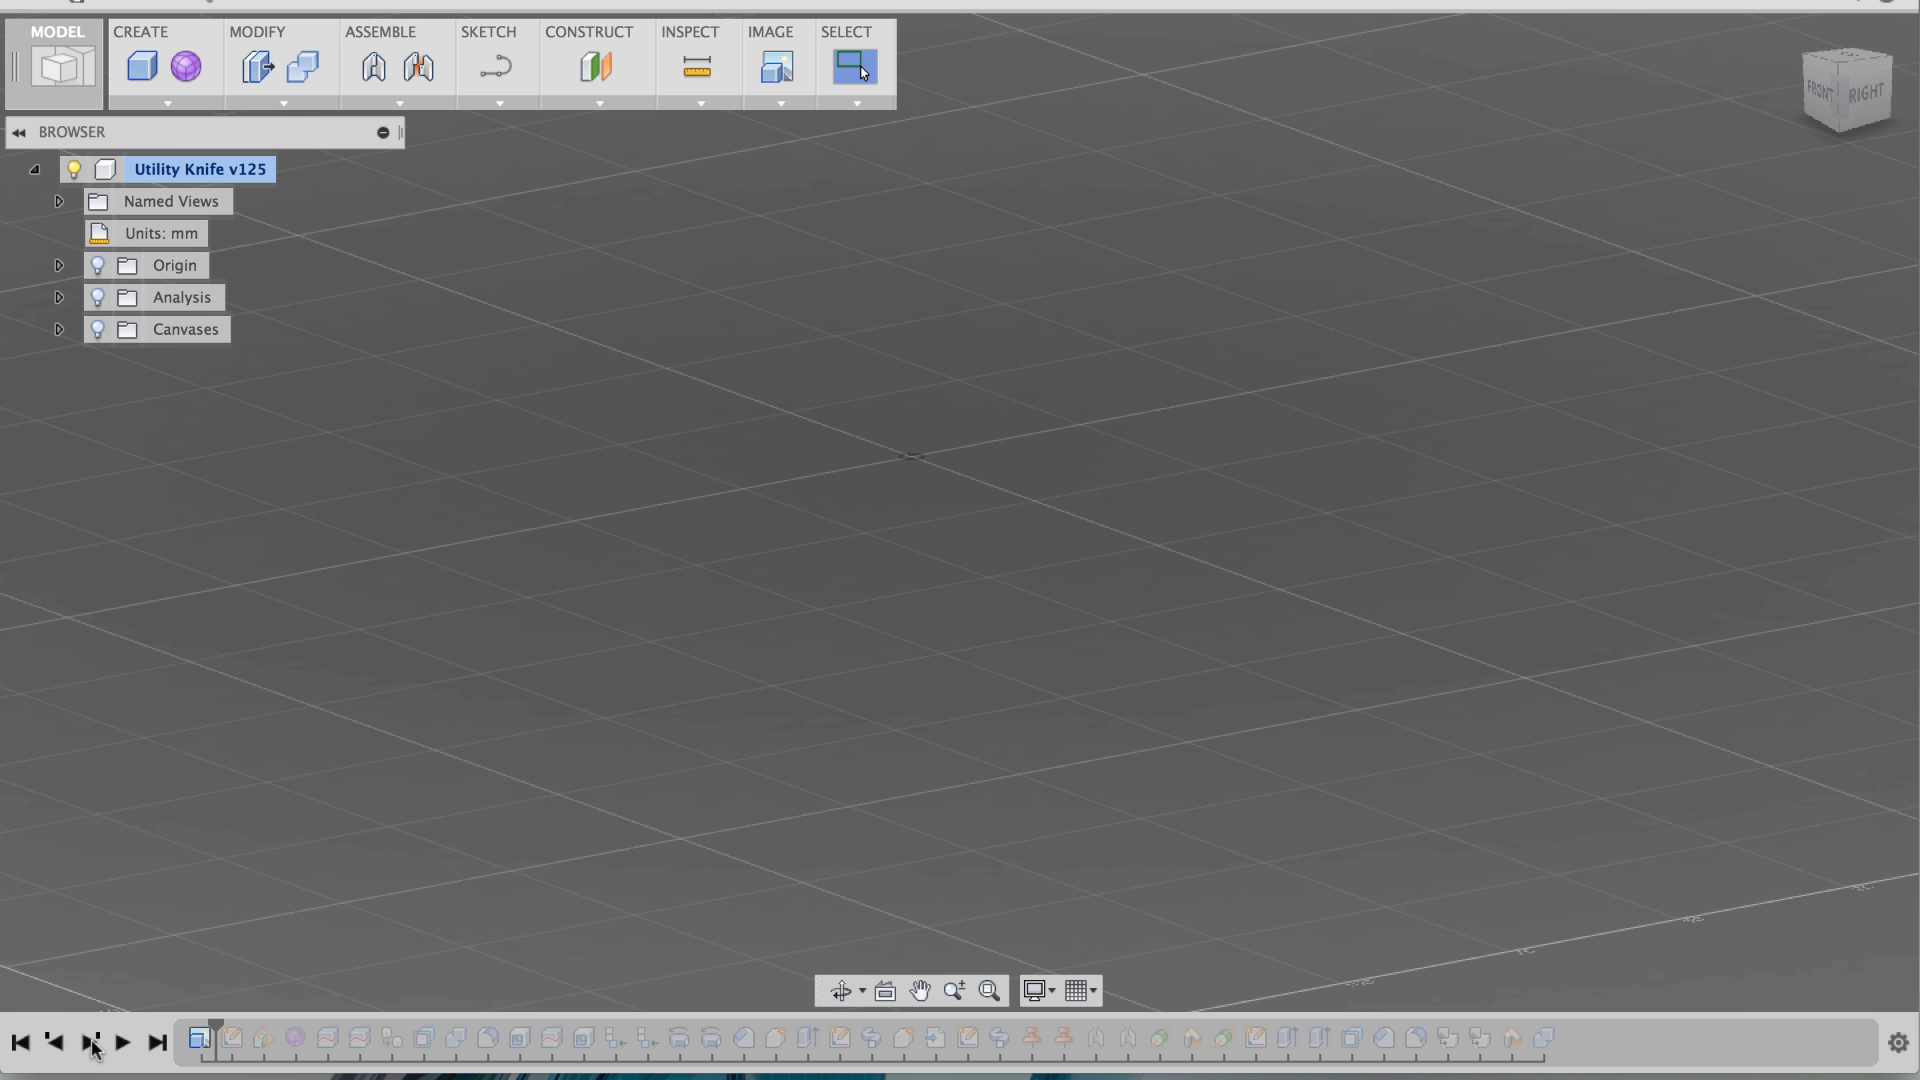 MODEL CREATE MODIFY ASSEMBLE SKETCH CONSTRUCT INSPECT IMAGE SELECT
FRONT RIGHT
BROWSER
Utility Knife v125
Named Views
Units: mm
Origin
Analysis
Canvases